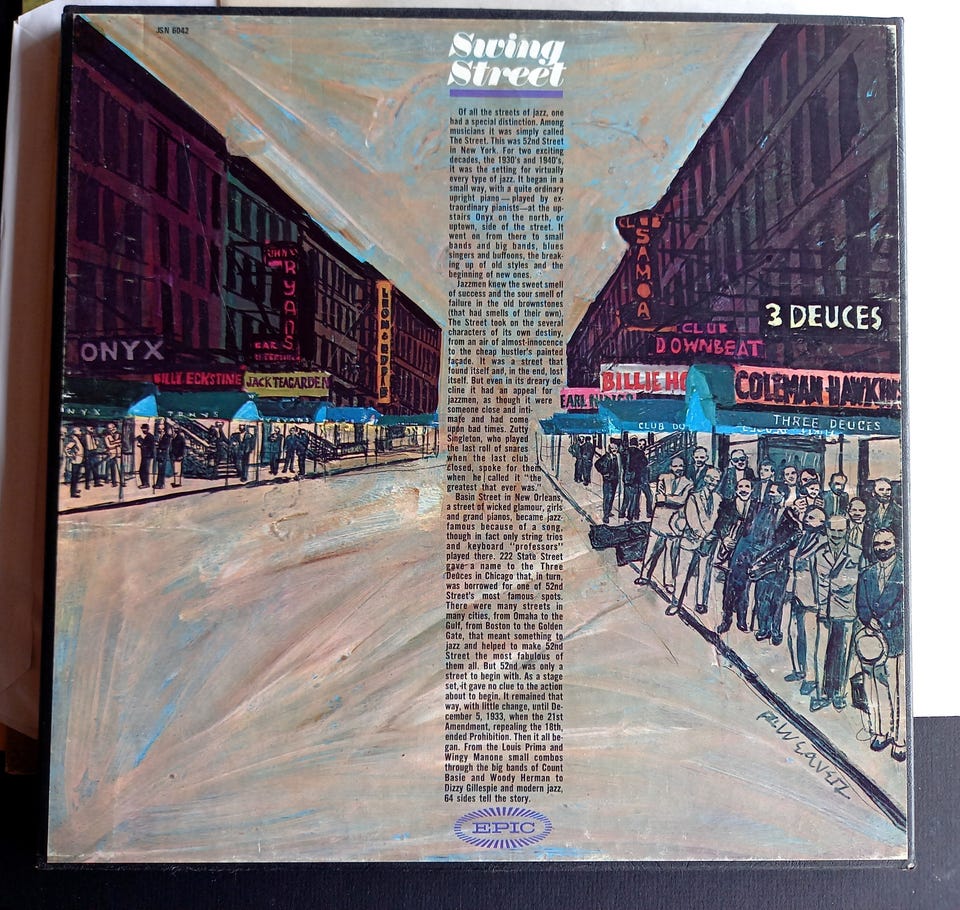 JSN 6042
Swing
Street
Of all the streets of jazz, one
had a special distinction. Among
musicians it was simply called
The Street. This was 52nd Street
in New York. For two exciting
decades, the 1930's and 1940's,
it was the setting for virtually
every type of jazz. It began in a
small way, with a quite ordinary
upright piano — played by ex-
traordinary pianists—at the up-
stairs Onyx on the north, or
uptown, side of the street. It
went on from there to small
bands and big bands, blues
singers and buffoons, the break-
ing up of old styles and the
beginning of new ones.
Jazzmen knew the sweet smell
of success and the sour smell of
failure in the old brownstones
(that had smells of their own).
The Street took on the several
characters of its own destiny,
from an air of almost-innocence
to the cheap hustler's painted
façade. It was a street that
found itself and, in the end, lost
itself. But even in its dreary de-
cline it had an appeal for
jazzmen, as though it were
someone close and inti-
mate and had come
upon bad times. Zutty
Singleton, who played
the last roll of snares
when the last club
closed, spoke for them
when he called it "the
greatest that ever was."
Basin Street in New Orleans,
a street of wicked glamour, girls
and grand pianos, became jazz-
famous because of a song,
though in fact only string trios
and keyboard "professors"
played there. 222 State Street
gave a name to the Three
Deuces in Chicago that, in turn,
was borrowed for one of 52nd
Street's most famous spots.
There were many streets in
many cities, from Omaha to the
Gulf, from Boston to the Golden
Gate, that meant something to
jazz and helped to make 52nd
Street the most fabulous of
them all. But 52nd was only a
street to begin with. As a stage
set, it gave no clue to the action
about to begin. It remained that
way, with little change, until De-
cember 5, 1933, when the 21st
Amendment, repealing the 18th,
ended Prohibition. Then it all be-
gan. From the Louis Prima and
Wingy Manone small combos
through the big bands of Count
Basie and Woody Herman to
Dizzy Gillespie and modern jazz,
64 sides tell the story.
EPIC
ONYX
RYANS
BAR
BILLY ECKSTINE
JACK TEAGARDEN
LEON & EDDIE
ONYX
RYANS
CLUB
SAMOA
3 DEUCES
CLUB
DOWNBEAT
BILLIE HO
COLEMAN HAWKIN
EARL
CLUB DO
THREE DEUCES